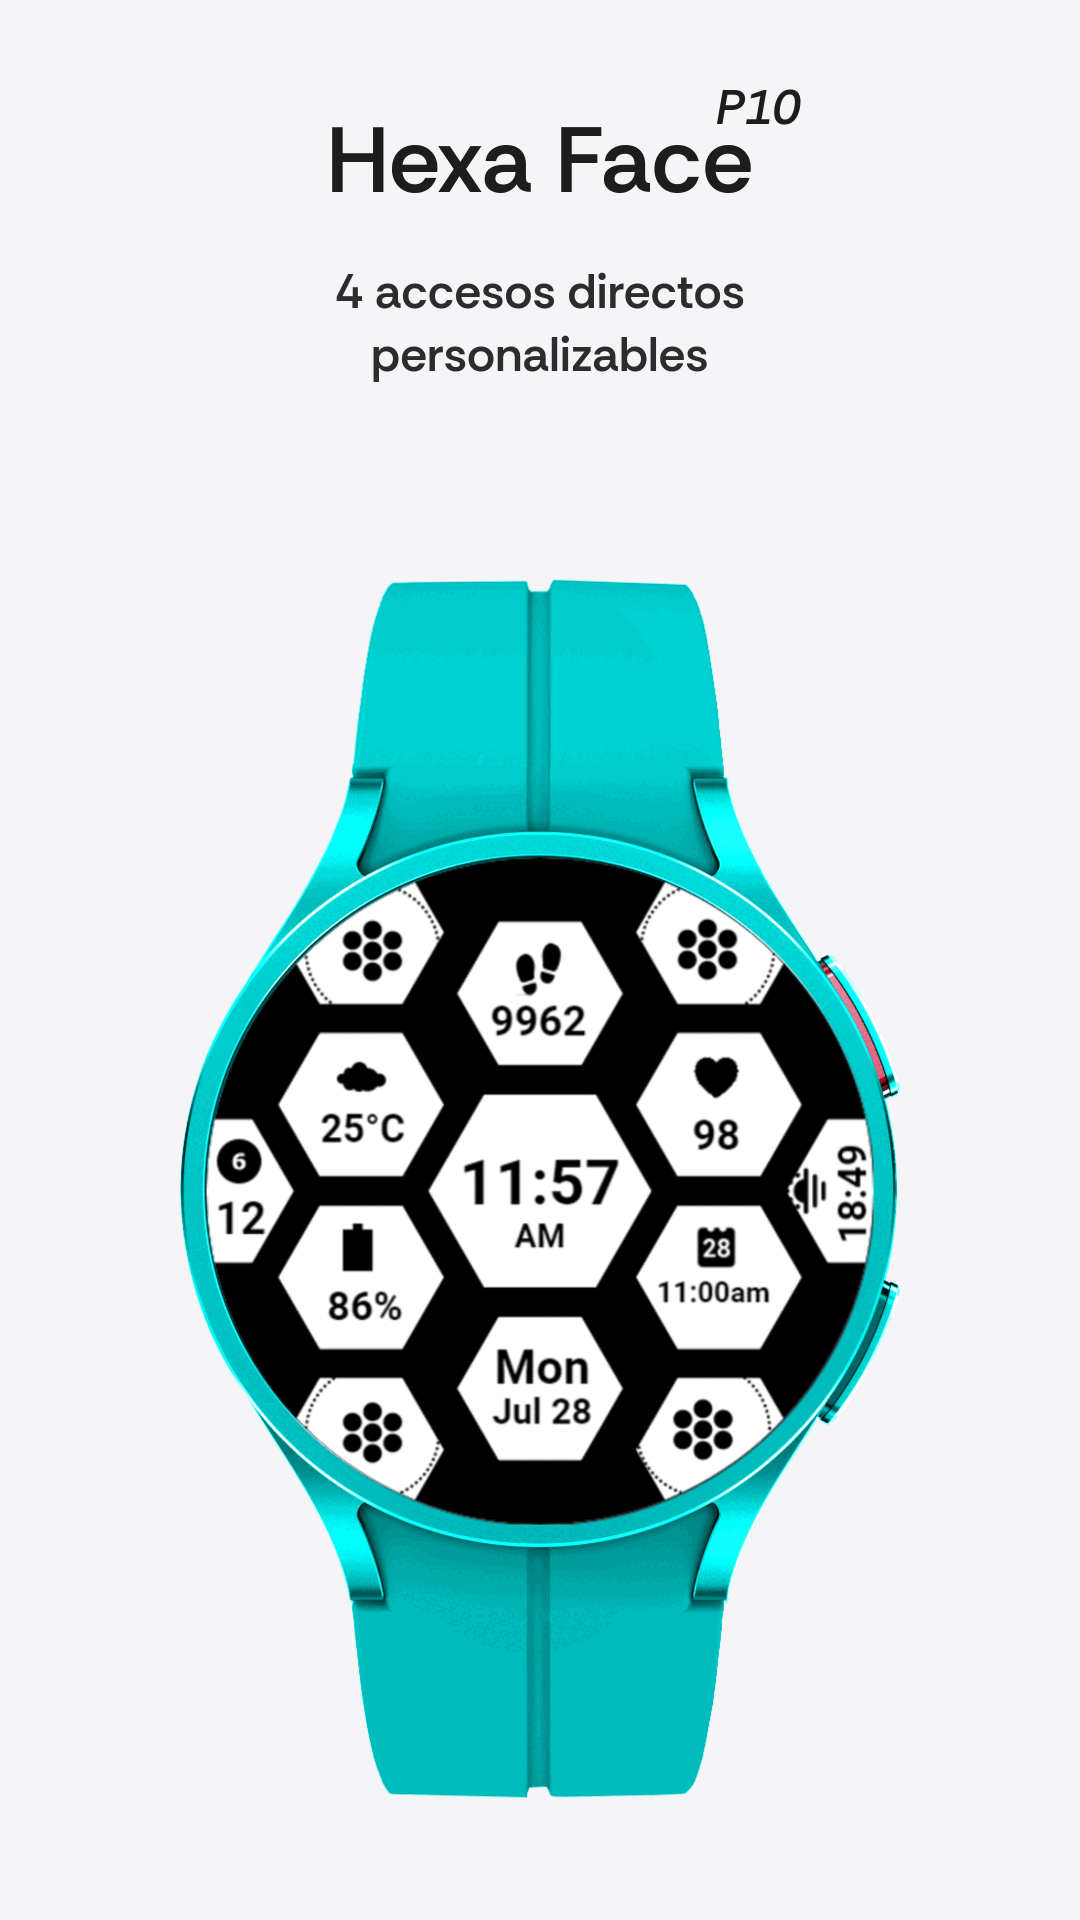 P10
Hexa Face
4 accesos directos
personalizables
9962
25°C
98
6
12
11:57
AM
18:49
86%
28
11:00am
Mon
Jul 28